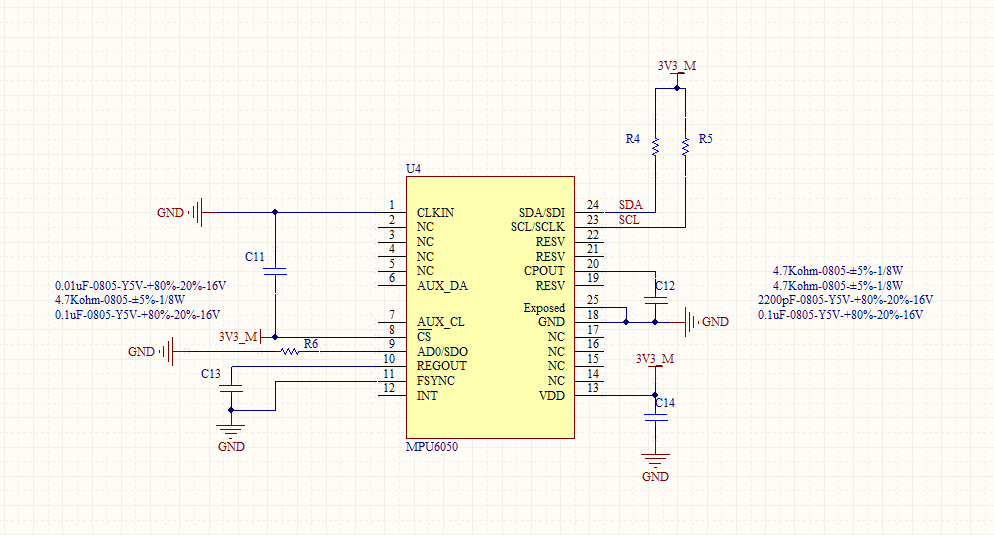 3V3_M
R4
R5
U4
GND
C11
0.01uF-0805-Y5V-+80%-20%-16V
4.7Kohm-0805-±5%-1/8W
0.1uF-0805-Y5V-+80%-20%-16V
3V3_M
GND
R6
C13
GND
1
2
3
4
5
6
7
8
9
10
11
12
CLKIN
NC
NC
NC
NC
AUX_DA
AUX_CL
CS
AD0/SDO
REGOUT
FSYNC
INT
SDA/SDI
SCL/SCLK
RESV
RESV
CPOUT
RESV
Exposed
GND
NC
NC
NC
NC
VDD
24
23
22
21
20
19
25
18
17
16
15
14
13
SDA
SCL
MPU6050
C12
GND
3V3_M
C14
GND
4.7Kohm-0805-±5%-1/8W
4.7Kohm-0805-±5%-1/8W
2200pF-0805-Y5V-+80%-20%-16V
0.1uF-0805-Y5V-+80%-20%-16V